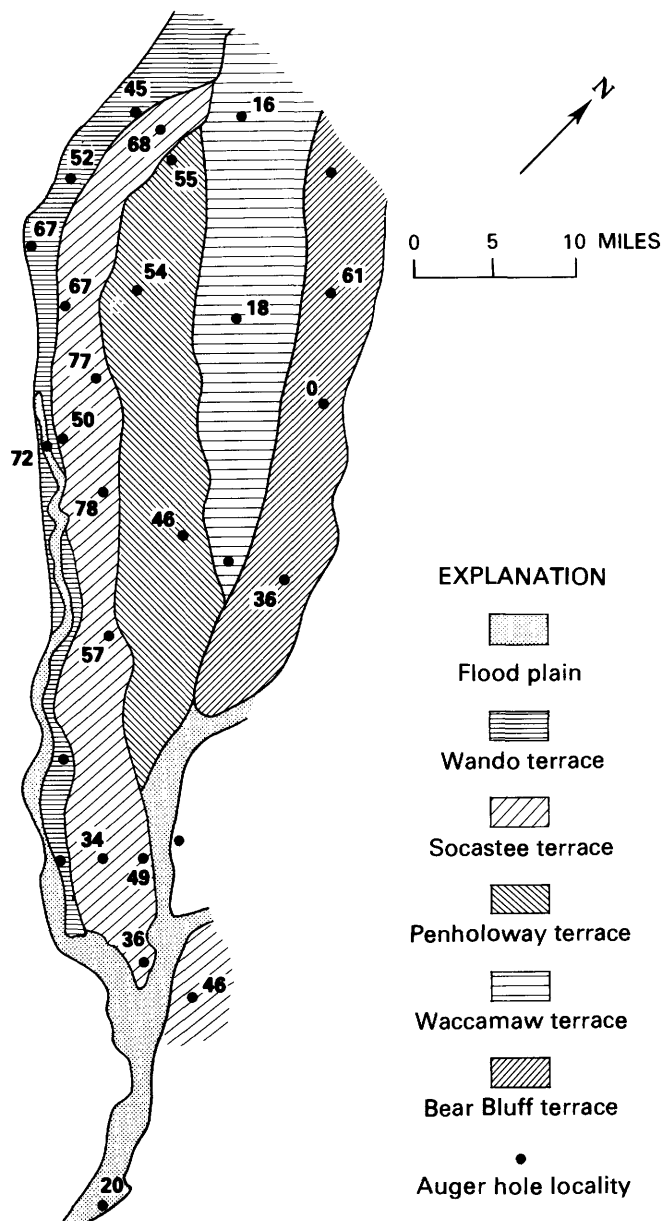 45
16
N
68
52
55
67
0 5 10 MILES
54
61
67
18
77
0
50
72
78
46
36
EXPLANATION
57
Flood plain
Wando terrace
34
49
Socastee terrace
36
Penholoway terrace
46
Waccamaw terrace
Bear Bluff terrace
20
Auger hole locality